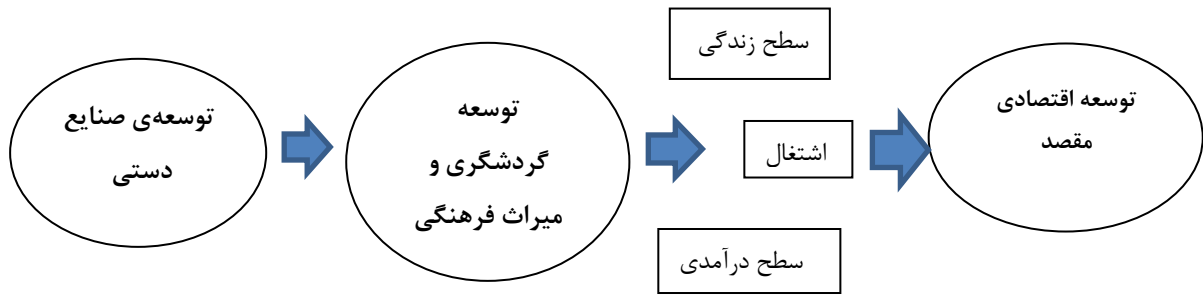 توسعه‌ی صنایع
دستی
توسعه
گردشگری و
میراث فرهنگی
سطح زندگی
اشتغال
سطح درآمدی
توسعه اقتصادی
مقصد